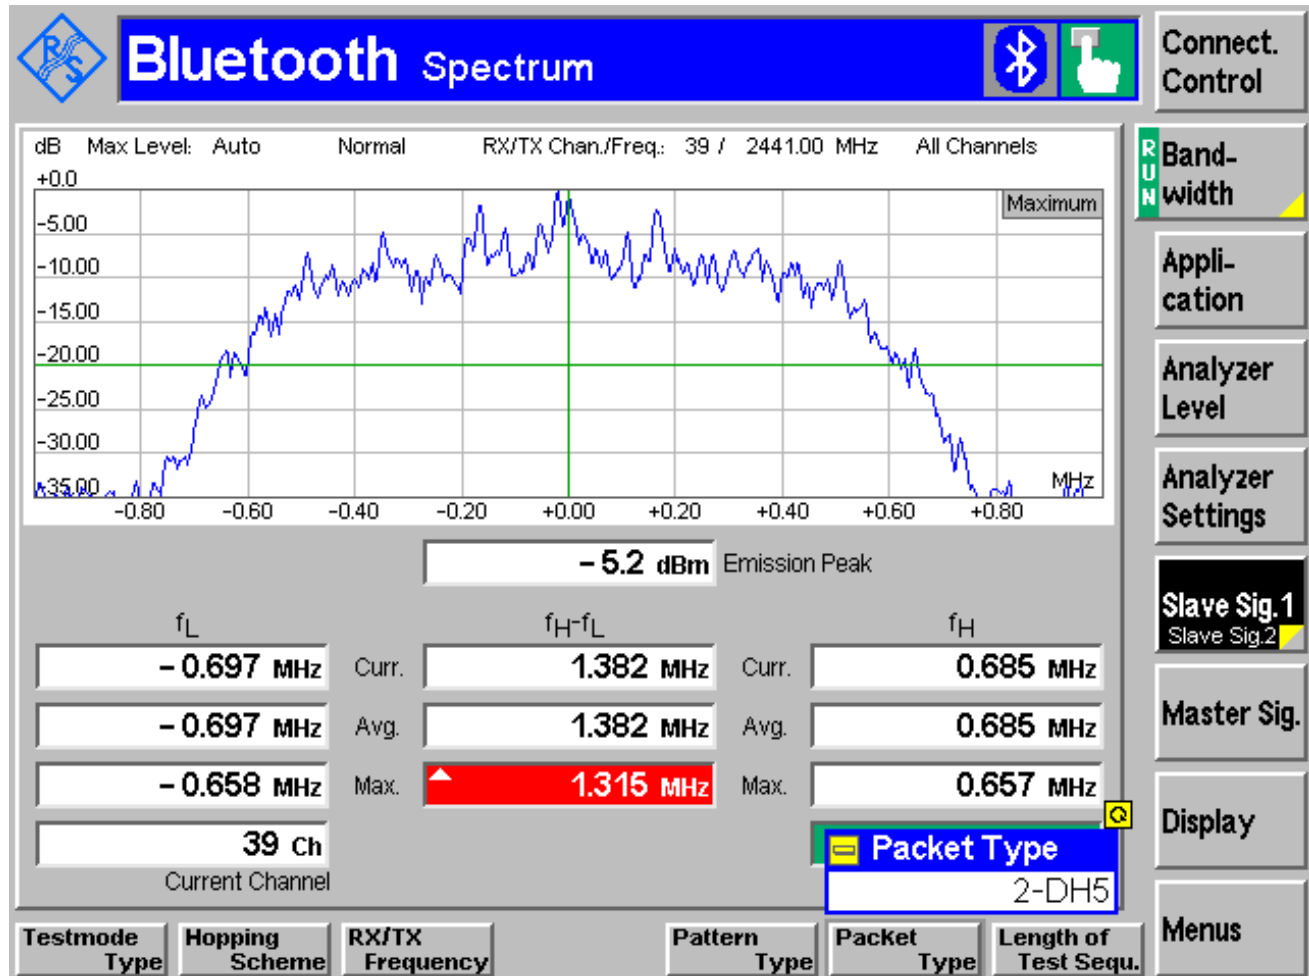 R S
Bluetooth Spectrum
Connect. Control
dB Max Level: Auto Normal RX/TX Chan./Freq.: 39 / 2441.00 MHz All Channels
RUN
Band-
width
+0.0
Maximum
-5.00
-10.00
-15.00
-20.00
-25.00
-30.00
-35.00
MHz
-0.80 -0.60 -0.40 -0.20 +0.00 +0.20 +0.40 +0.60 +0.80
Appli-
cation
Analyzer
Level
Analyzer
Settings
- 5.2 dBm Emission Peak
Slave Sig.1
Slave Sig.2
fL fH-fL fH
- 0.697 MHz Curr. 1.382 MHz Curr. 0.685 MHz
- 0.697 MHz Avg. 1.382 MHz Avg. 0.685 MHz
Master Sig.
- 0.658 MHz Max. 1.315 MHz Max. 0.657 MHz
Display
39 Ch
Current Channel
Packet Type
2-DH5
Menus
Testmode
Type
Hopping
Scheme
RX/TX
Frequency
Pattern
Type
Packet
Type
Length of
Test Sequ.